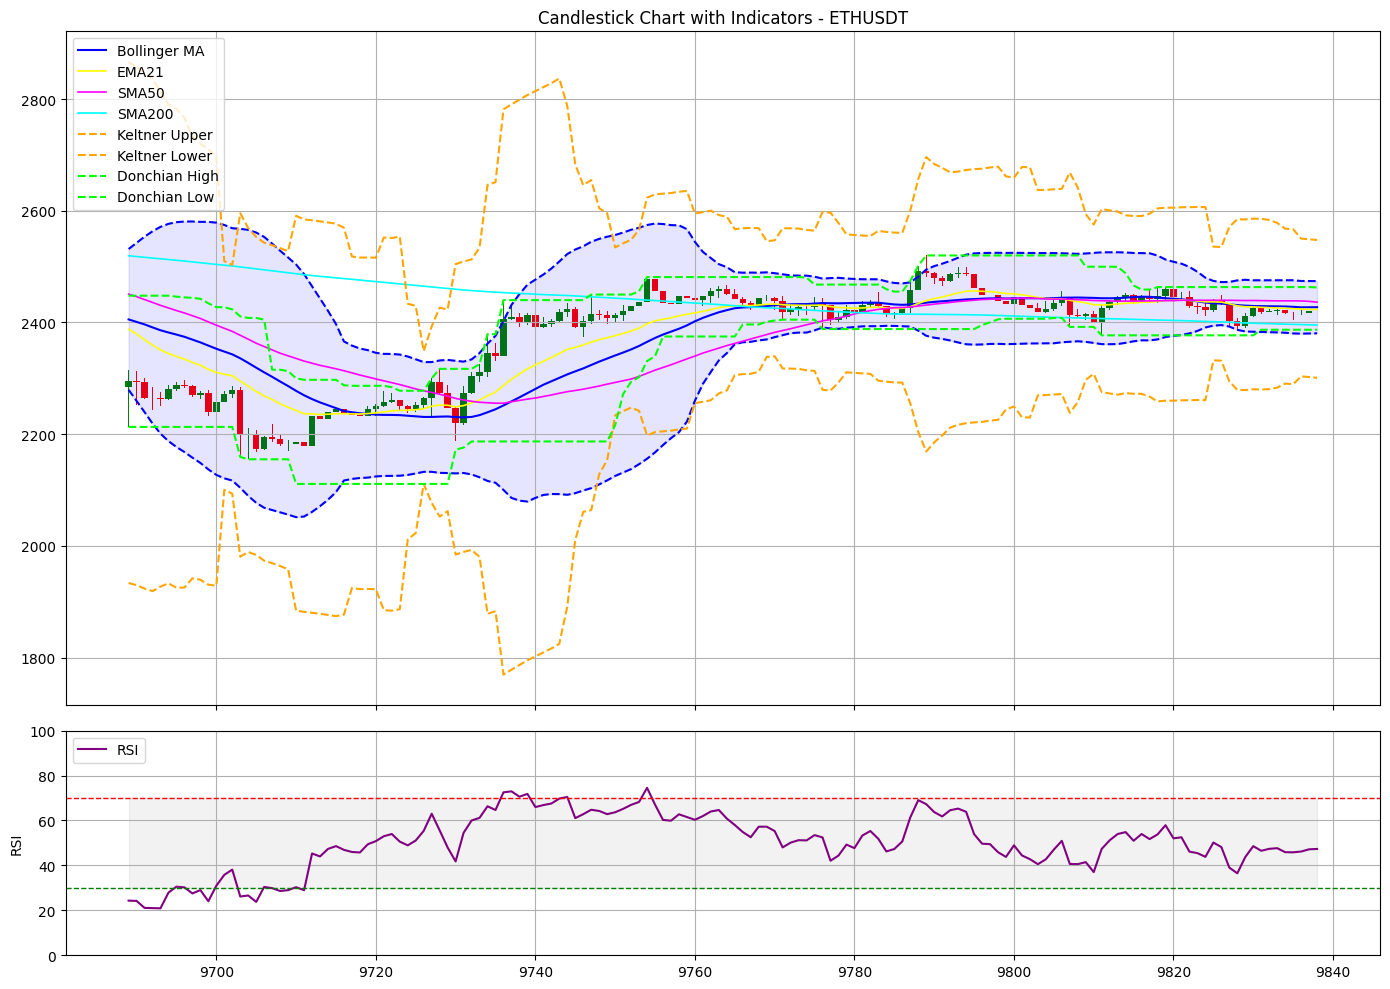 Candlestick Chart with Indicators - ETHUSDT
Bollinger MA
EMA21
SMA50
SMA200
Keltner Upper
Keltner Lower
Donchian High
Donchian Low
2800
2600
2400
2200
2000
1800
RSI
100
80
60
40
20
0
RSI
9700
9720
9740
9760
9780
9800
9820
9840